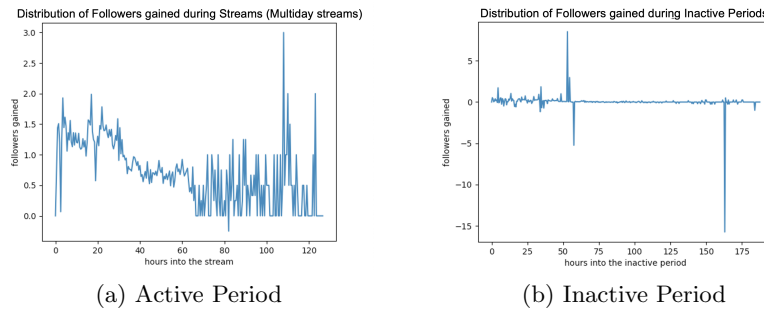 Distribution of Followers gained during Streams (Multiday streams)
3.0
2.5
2.0
1.5
1.0
0.5
0.0
followers gained
0 20 40 60 80 100 120
hours into the stream
(a) Active Period
Distribution of Followers gained during Inactive Periods
5
0
−5
−10
−15
followers gained
0 25 50 75 100 125 150 175
hours into the inactive period
(b) Inactive Period